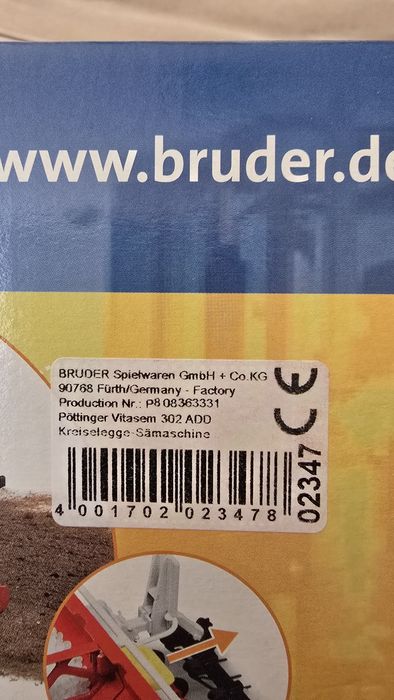 www.bruder.de
BRUDER Spielwaren GmbH + Co.KG
90768 Fürth/Germany - Factory
Production Nr.: P8 08363331
Pöttinger Vitasem 302 ADD
Kreiselegge-Sämaschine
CE
4 001702 023478
02347